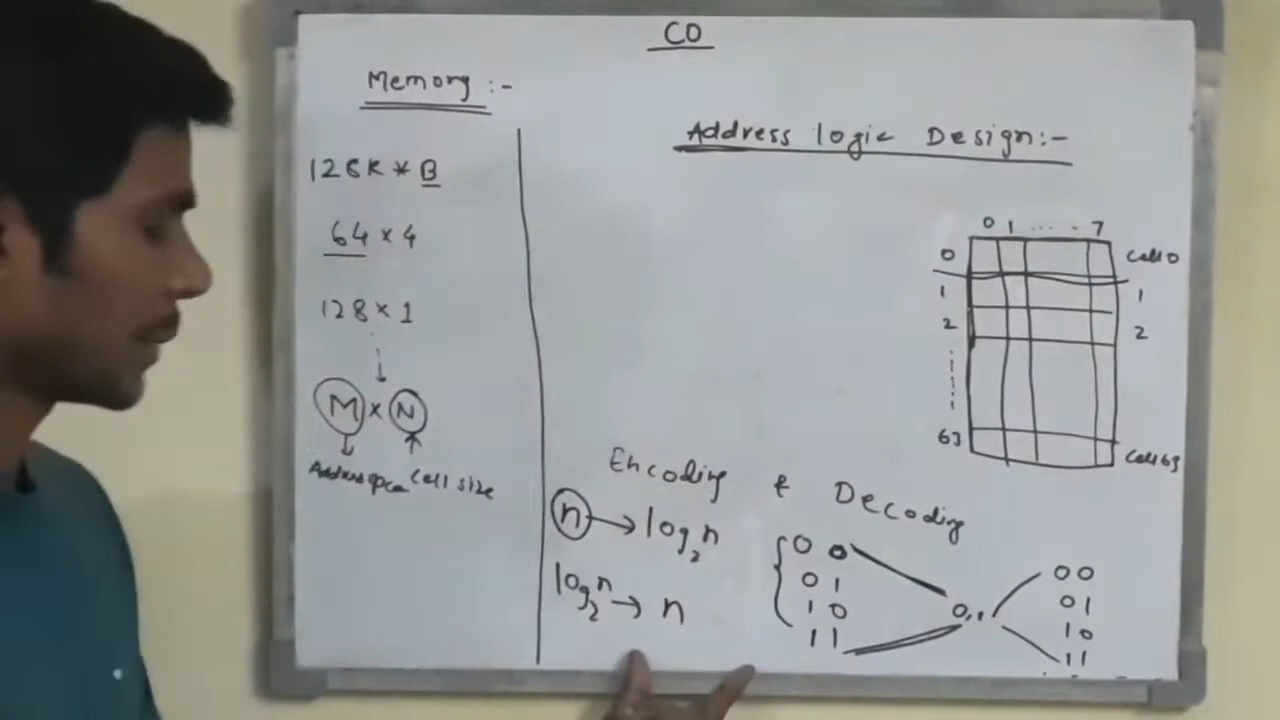 CO
Memory :-
128K * B
64 x 4
128 x 1
M x N
Address space Cell size
Address logic Design :-
0 1 .... 7
0 Cell 0
1 1
2 2
63 Cell 63
Encoding & Decoding
n → log₂n
log₂n → n
0 0
0 1
1 0
1 1
0,1
0 0
0 1
1 0
1 1